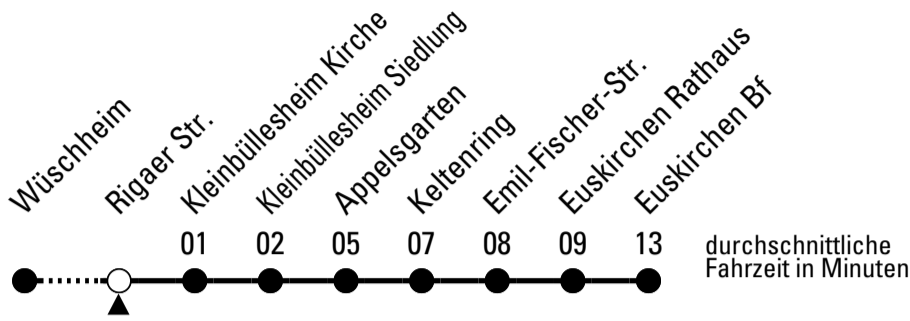 Wüschheim
Rigaer Str.
Kleinbüllesheim Kirche
Kleinbüllesheim Siedlung
Appelsgarten
Keltenring
Emil-Fischer-Str.
Euskirchen Rathaus
Euskirchen Bf
01 02 05 07 08 09 13
durchschnittliche
Fahrzeit in Minuten